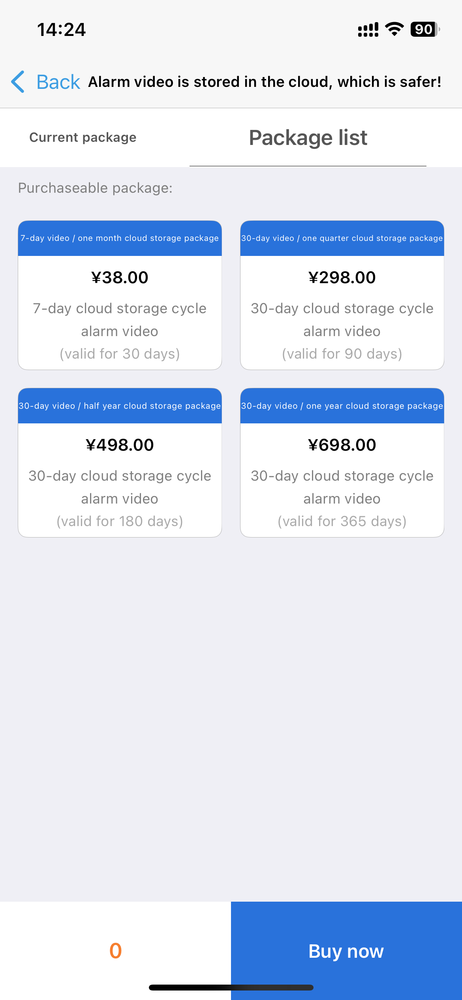 14:24
90
Back Alarm video is stored in the cloud, which is safer!
Current package
Package list
Purchaseable package:
7-day video / one month cloud storage package
¥38.00
7-day cloud storage cycle
alarm video
(valid for 30 days)
30-day video / one quarter cloud storage package
¥298.00
30-day cloud storage cycle
alarm video
(valid for 90 days)
30-day video / half year cloud storage package
¥498.00
30-day cloud storage cycle
alarm video
(valid for 180 days)
30-day video / one year cloud storage package
¥698.00
30-day cloud storage cycle
alarm video
(valid for 365 days)
0
Buy now